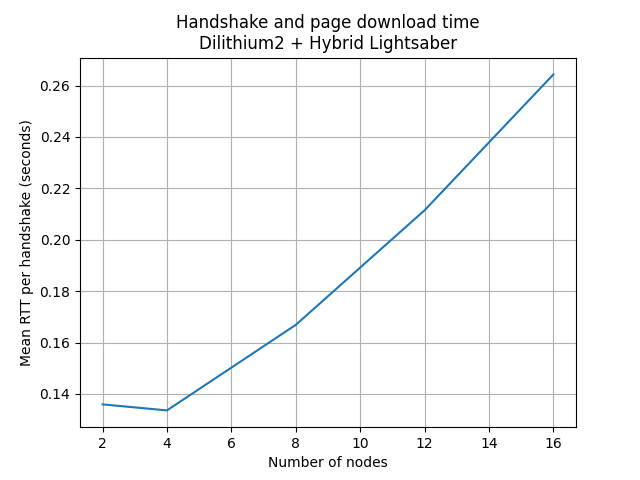 Handshake and page download time
Dilithium2 + Hybrid Lightsaber
Mean RTT per handshake (seconds)
0.26
0.24
0.22
0.20
0.18
0.16
0.14
2 4 6 8 10 12 14 16
Number of nodes